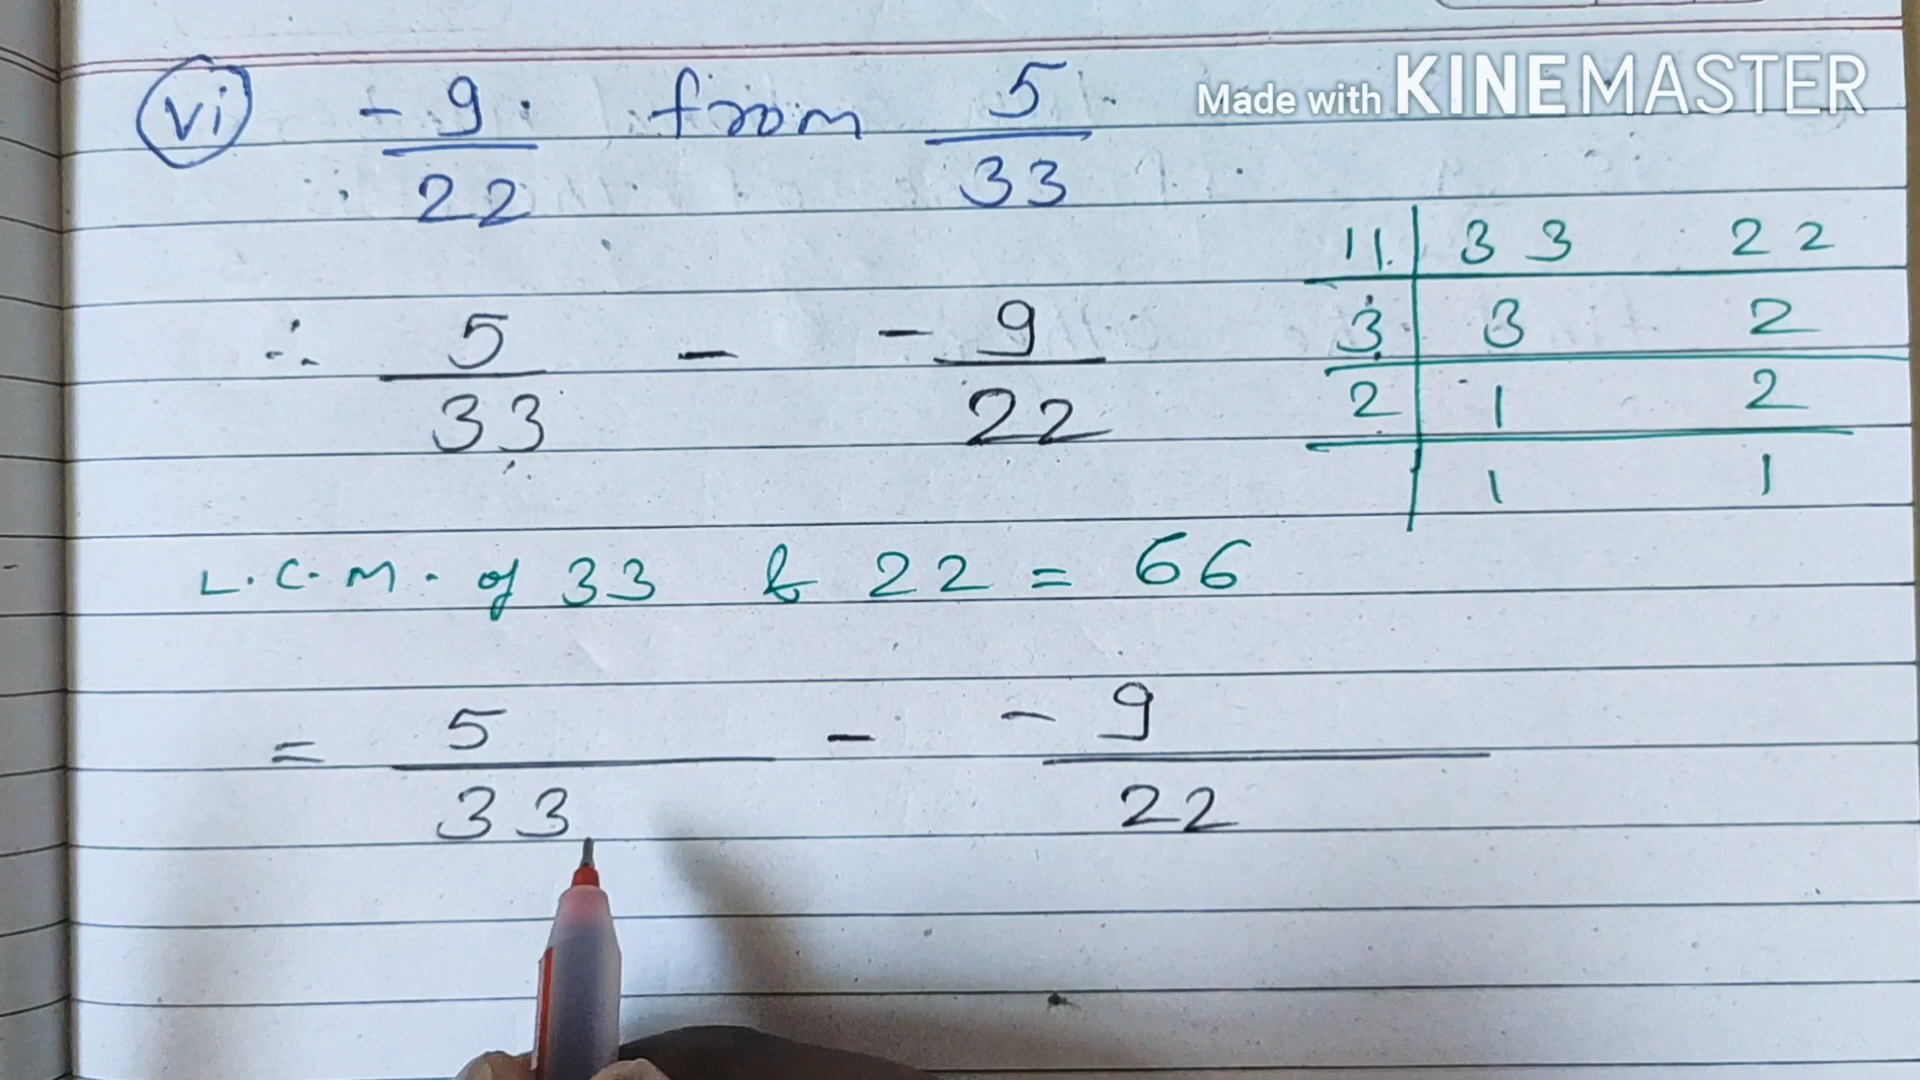 Made with KINEMASTER
vi -9/22 from 5/33
11 | 33 22
3 | 3 2
2 | 1 2
1 1
∴ 5/33 - -9/22
L.C.M. of 33 & 22 = 66
= 5/33 - -9/22